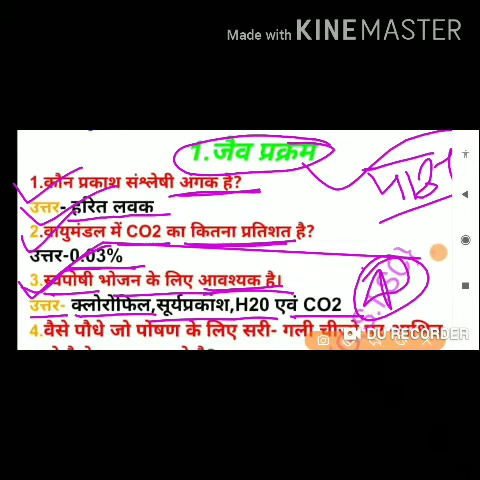 Made with KINEMASTER
1.जैव प्रक्रम
पाठ
1.कौन प्रकाश संश्लेषी अगक है?
उत्तर- हरित लवक
2.वायुमंडल में CO2 का कितना प्रतिशत है?
उत्तर-0.03%
3.स्वपोषी भोजन के लिए आवश्यक है।
उत्तर- क्लोरोफिल,सूर्यप्रकाश,H20 एवं CO2
4.वैसे पौधे जो पोषण के लिए सरी- गली
DU RECORDER